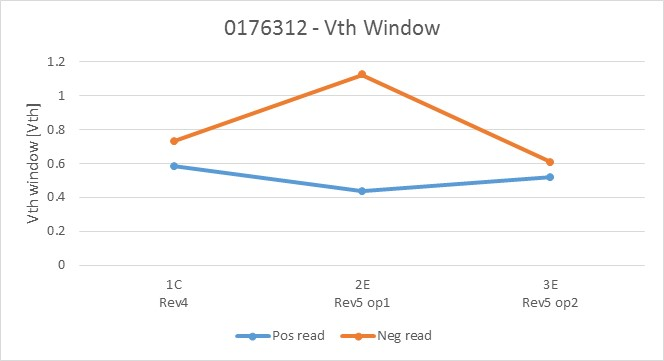 0176312 - Vth Window
Vth window [Vth]
1.2
1
0.8
0.6
0.4
0.2
0
1C 2E 3E
Rev4 Rev5 op1 Rev5 op2
Pos read Neg read